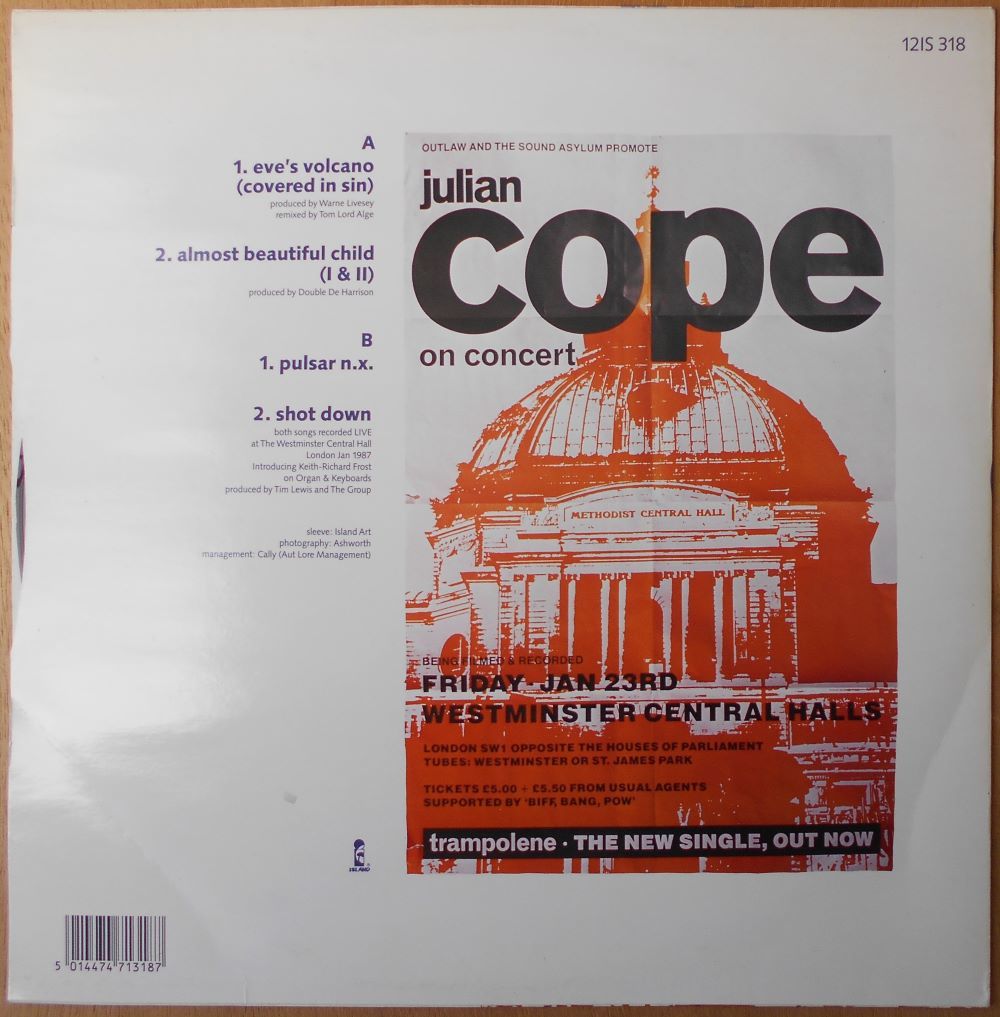 12IS 318
A
1. eve's volcano
(covered in sin)
produced by Warne Livesey
remixed by Tom Lord Alge
2. almost beautiful child
(I & II)
produced by Double De Harrison
B
1. pulsar n.x.
2. shot down
both songs recorded LIVE
at The Westminster Central Hall
London Jan 1987
Introducing Keith-Richard Frost
on Organ & Keyboards
produced by Tim Lewis and The Group
sleeve: Island Art
photography: Ashworth
management: Cally (Aut Lore Management)
ISLAND
5 014474 713187
OUTLAW AND THE SOUND ASYLUM PROMOTE
julian
cope
on concert
METHODIST CENTRAL HALL
BEING FILMED & RECORDED
FRIDAY · JAN 23RD
WESTMINSTER CENTRAL HALLS
LONDON SW1 OPPOSITE THE HOUSES OF PARLIAMENT
TUBES: WESTMINSTER OR ST. JAMES PARK
TICKETS £5.00 + £5.50 FROM USUAL AGENTS
SUPPORTED BY 'BIFF, BANG, POW'
trampolene · THE NEW SINGLE, OUT NOW